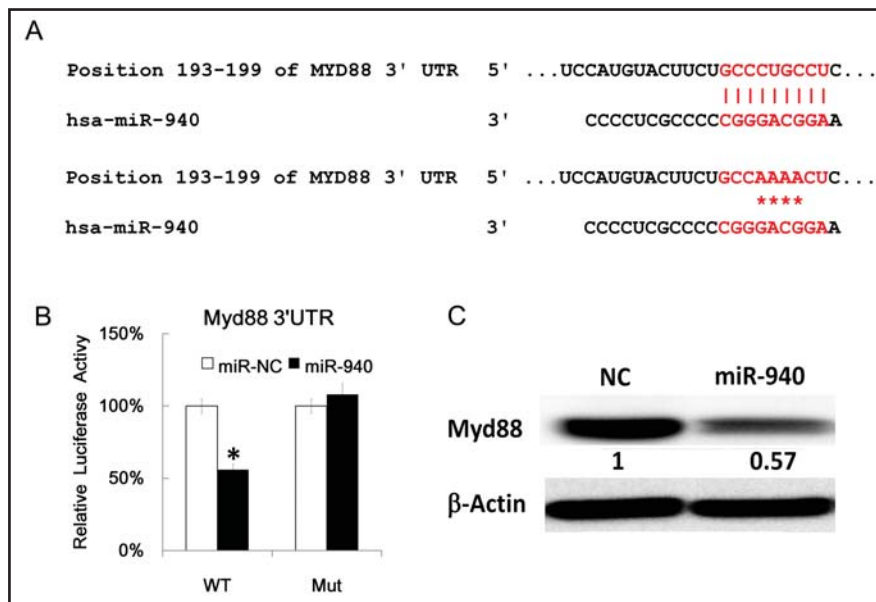 A
Position 193-199 of MYD88 3' UTR 5' ...UCCAUGUACUUCUGCCCUGCCUC...
|||||||||
hsa-miR-940 3' CCCCUCGCCCCCGGGACGGAA
Position 193-199 of MYD88 3' UTR 5' ...UCCAUGUACUUCUGCCAAAACUC...
****
hsa-miR-940 3' CCCCUCGCCCCCGGGACGGAA
B
Myd88 3'UTR
Relative Luciferase Activy
150%
100%
50%
0%
miR-NC miR-940
*
WT Mut
C
NC miR-940
Myd88
1 0.57
β-Actin